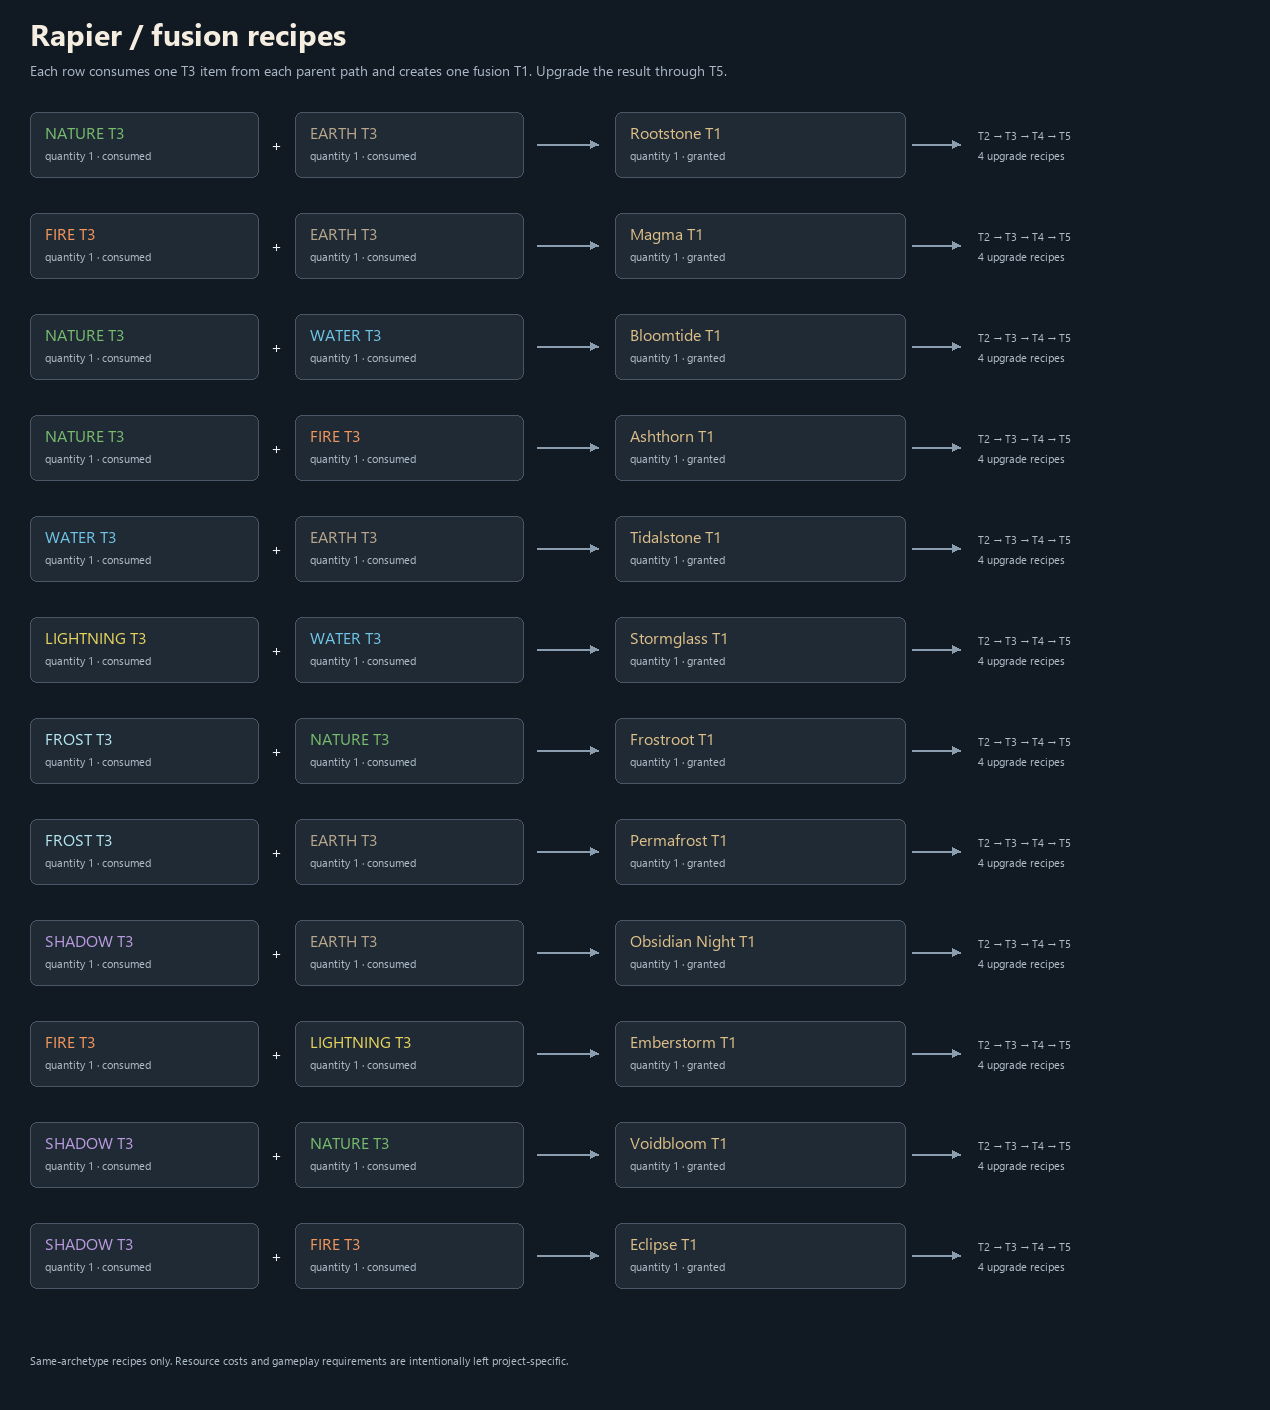 Rapier / fusion recipes
Each row consumes one T3 item from each parent path and creates one fusion T1. Upgrade the result through T5.
NATURE T3
quantity 1 · consumed
+
EARTH T3
quantity 1 · consumed
Rootstone T1
quantity 1 · granted
T2 → T3 → T4 → T5
4 upgrade recipes
FIRE T3
quantity 1 · consumed
+
EARTH T3
quantity 1 · consumed
Magma T1
quantity 1 · granted
T2 → T3 → T4 → T5
4 upgrade recipes
NATURE T3
quantity 1 · consumed
+
WATER T3
quantity 1 · consumed
Bloomtide T1
quantity 1 · granted
T2 → T3 → T4 → T5
4 upgrade recipes
NATURE T3
quantity 1 · consumed
+
FIRE T3
quantity 1 · consumed
Ashthorn T1
quantity 1 · granted
T2 → T3 → T4 → T5
4 upgrade recipes
WATER T3
quantity 1 · consumed
+
EARTH T3
quantity 1 · consumed
Tidalstone T1
quantity 1 · granted
T2 → T3 → T4 → T5
4 upgrade recipes
LIGHTNING T3
quantity 1 · consumed
+
WATER T3
quantity 1 · consumed
Stormglass T1
quantity 1 · granted
T2 → T3 → T4 → T5
4 upgrade recipes
FROST T3
quantity 1 · consumed
+
NATURE T3
quantity 1 · consumed
Frostroot T1
quantity 1 · granted
T2 → T3 → T4 → T5
4 upgrade recipes
FROST T3
quantity 1 · consumed
+
EARTH T3
quantity 1 · consumed
Permafrost T1
quantity 1 · granted
T2 → T3 → T4 → T5
4 upgrade recipes
SHADOW T3
quantity 1 · consumed
+
EARTH T3
quantity 1 · consumed
Obsidian Night T1
quantity 1 · granted
T2 → T3 → T4 → T5
4 upgrade recipes
FIRE T3
quantity 1 · consumed
+
LIGHTNING T3
quantity 1 · consumed
Emberstorm T1
quantity 1 · granted
T2 → T3 → T4 → T5
4 upgrade recipes
SHADOW T3
quantity 1 · consumed
+
NATURE T3
quantity 1 · consumed
Voidbloom T1
quantity 1 · granted
T2 → T3 → T4 → T5
4 upgrade recipes
SHADOW T3
quantity 1 · consumed
+
FIRE T3
quantity 1 · consumed
Eclipse T1
quantity 1 · granted
T2 → T3 → T4 → T5
4 upgrade recipes
Same-archetype recipes only. Resource costs and gameplay requirements are intentionally left project-specific.